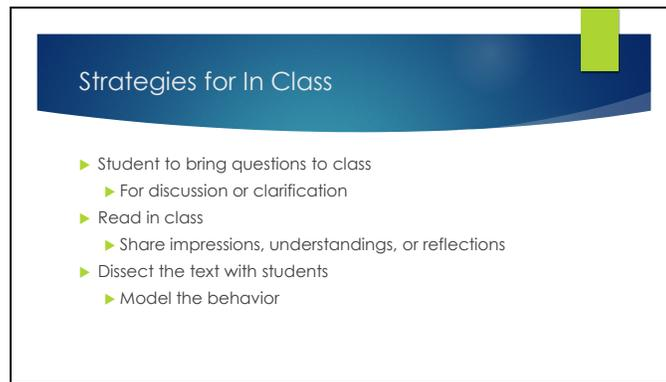 Strategies for In Class
Student to bring questions to class
For discussion or clarification
Read in class
Share impressions, understandings, or reflections
Dissect the text with students
Model the behavior